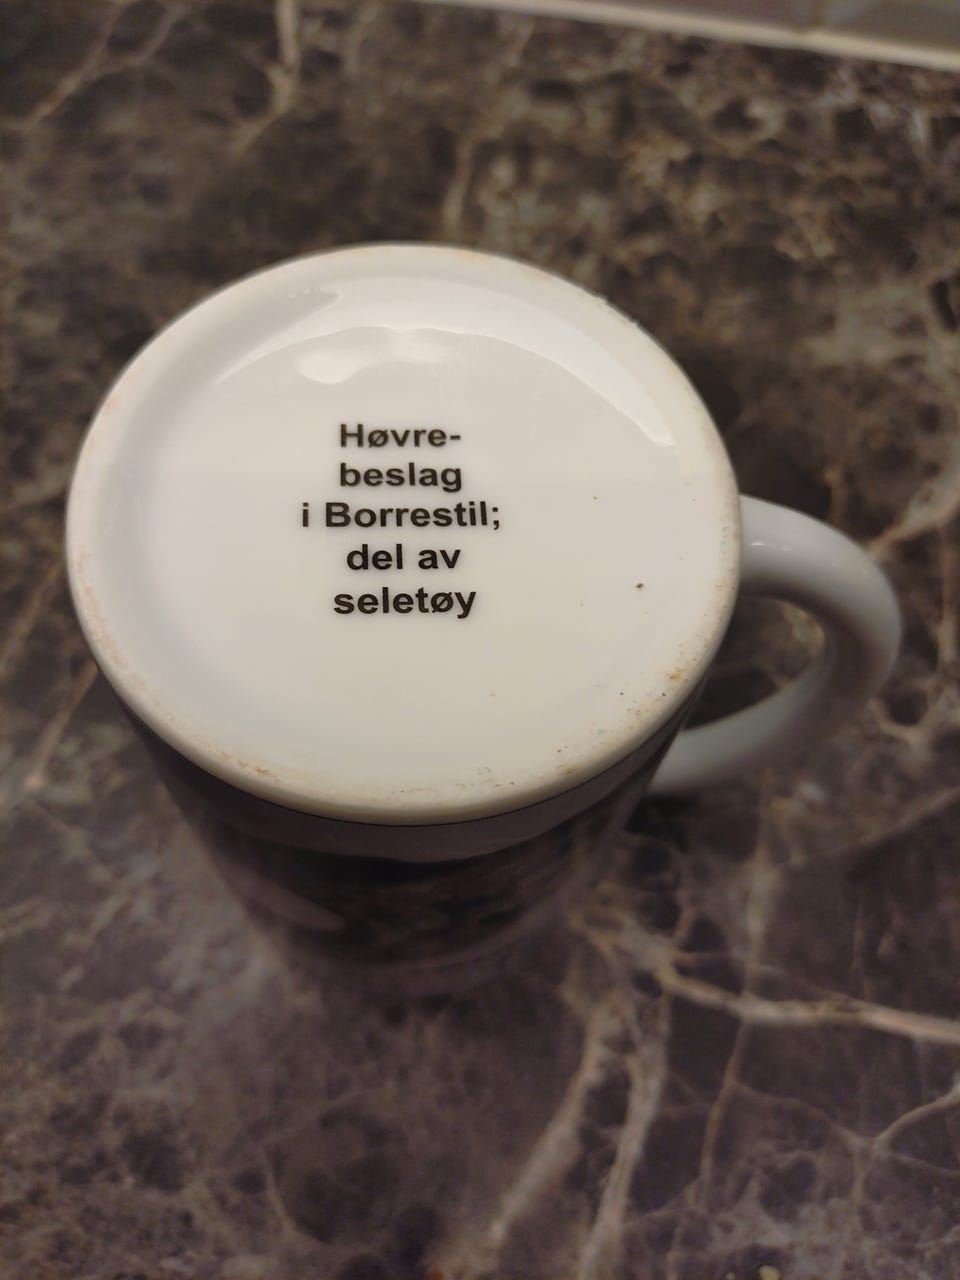 Høvre-
beslag
i Borrestil;
del av
seletøy